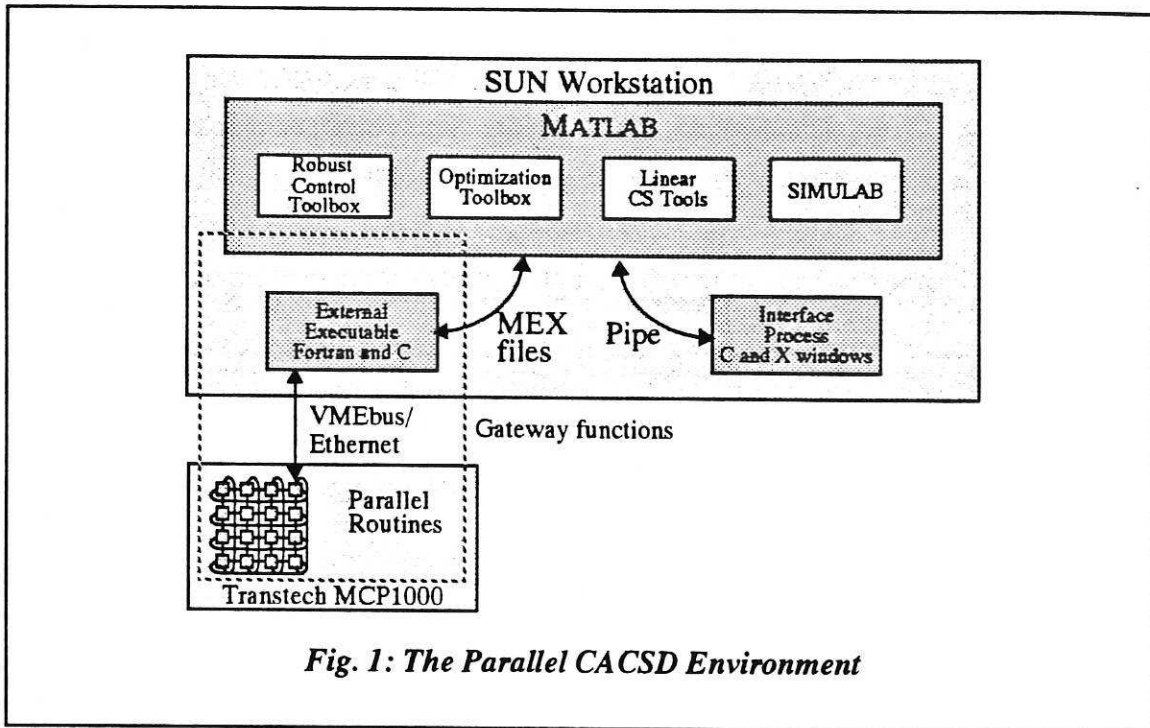 SUN Workstation
MATLAB
Robust
Control
Toolbox
Optimization
Toolbox
Linear
CS Tools
SIMULAB
External
Executable
Fortran and C
MEX
files
Pipe
Interface
Process
C and X windows
VMEbus/
Ethernet
Gateway functions
Parallel
Routines
Transtech MCP1000
Fig. 1: The Parallel CACSD Environment